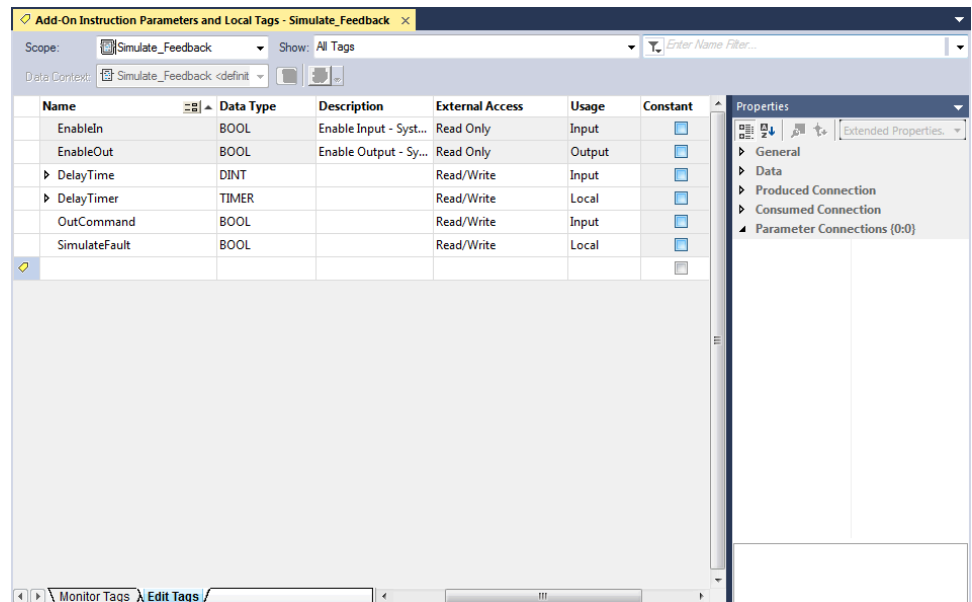 Add-On Instruction Parameters and Local Tags - Simulate_Feedback ×
Scope: Simulate_Feedback Show: All Tags Enter Name Filter...
Data Context: Simulate_Feedback <definit
Name Data Type Description External Access Usage Constant
EnableIn BOOL Enable Input - Syst... Read Only Input
EnableOut BOOL Enable Output - Sy... Read Only Output
DelayTime DINT Read/Write Input
DelayTimer TIMER Read/Write Local
OutCommand BOOL Read/Write Input
SimulateFault BOOL Read/Write Local
Monitor Tags Edit Tags
Properties
Extended Properties.
General
Data
Produced Connection
Consumed Connection
Parameter Connections {0:0}